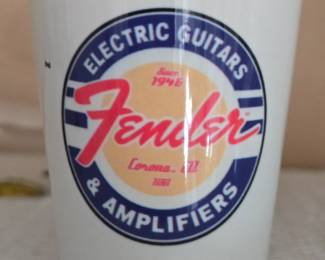 ELECTRIC GUITARS
Since
1946
Fender
Corona, CA
& AMPLIFIERS